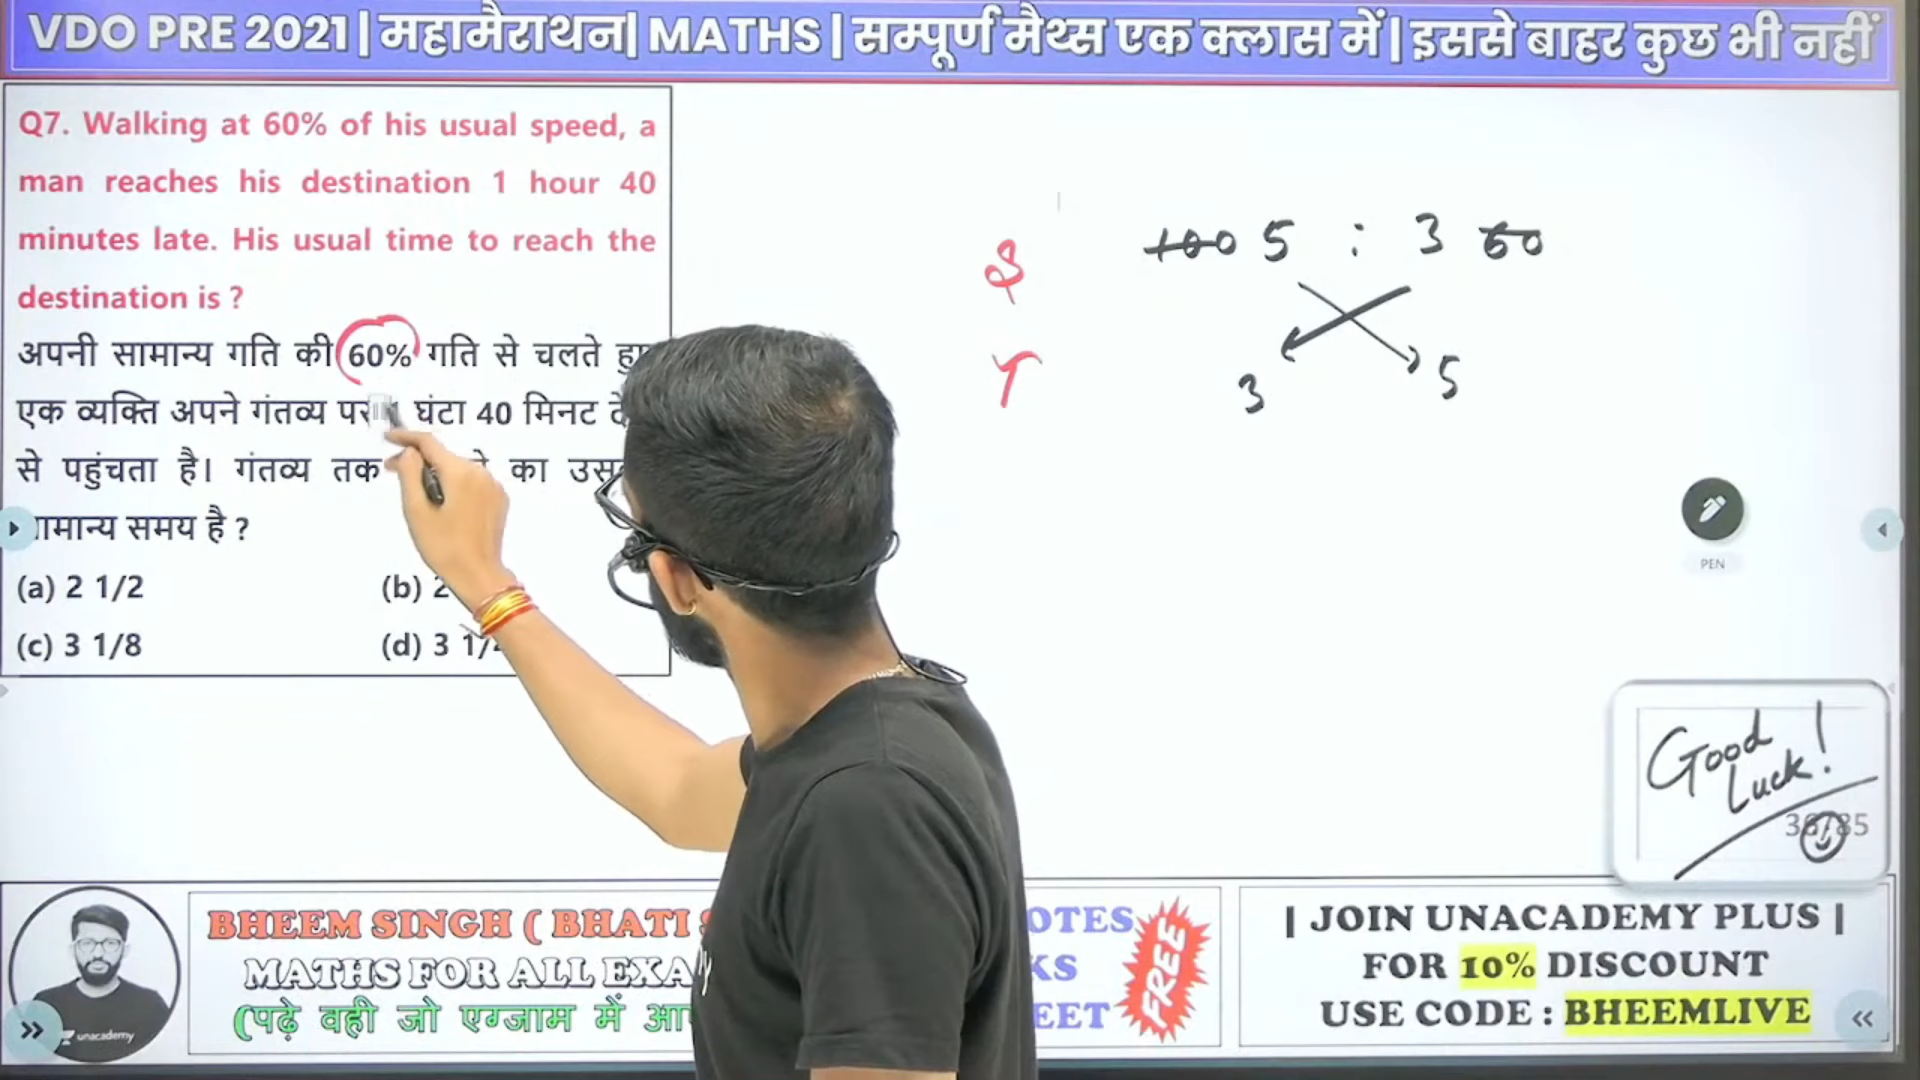 VDO PRE 2021 | महामैराथन| MATHS | सम्पूर्ण मैथ्स एक क्लास में| इससे बाहर कुछ भी नहीं
Q7. Walking at 60% of his usual speed, a
man reaches his destination 1 hour 40
minutes late. His usual time to reach the
destination is ?
अपनी सामान्य गति की 60% गति से चलते
एक व्यक्ति अपने गंतव्य घंटा 40 मिनट
से पहुंचता है। गंतव्य तक का
समय है ?
(a) 2 1/2
(b) 2
(c) 3 1/8
(d) 3
S 100 5 : 3 60
T 3 5
PEN
Good
Luck!
BHEEM SINGH ( BHATI
MATHS FOR ALL
(पढ़े वही जो एग्जाम में
unacademy
FREE
| JOIN UNACADEMY PLUS |
FOR 10% DISCOUNT
USE CODE : BHEEMLIVE